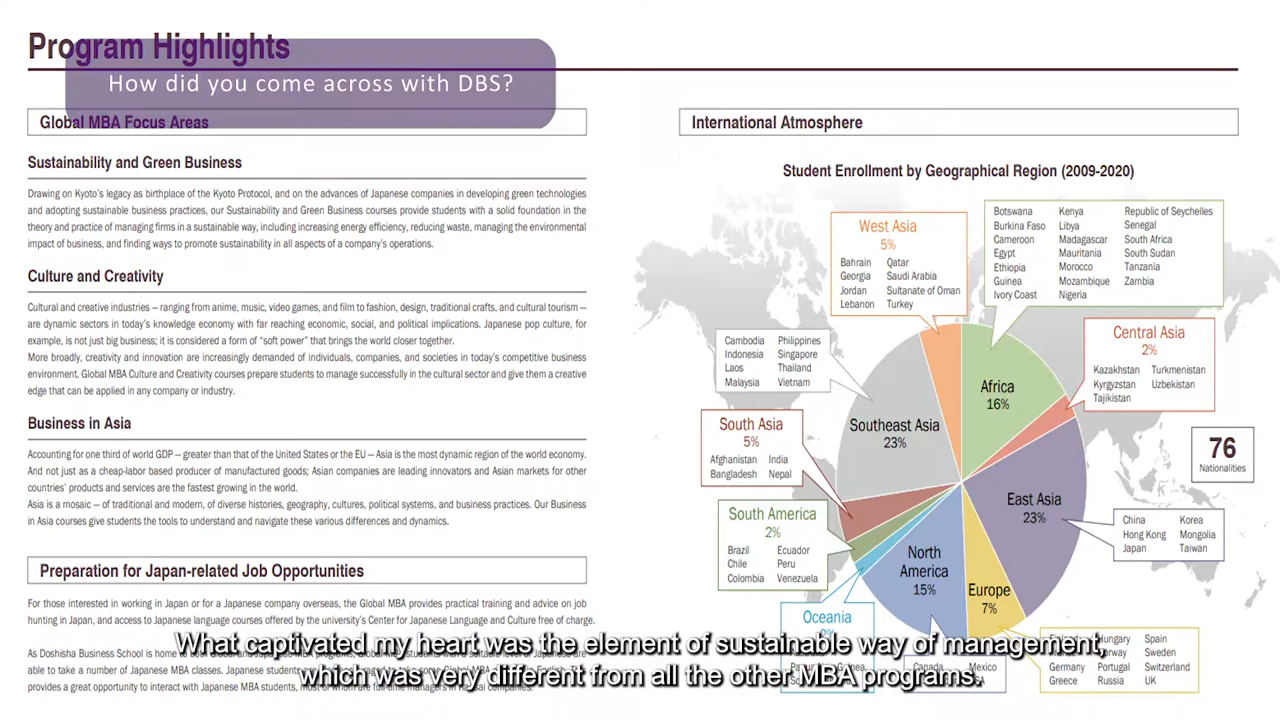 Program Highlights
How did you come across with DBS?
Global MBA Focus Areas
Sustainability and Green Business
Drawing on Kyoto's legacy as birthplace of the Kyoto Protocol, and on the advances of Japanese companies in developing green technologies
and adopting sustainable business practices, our Sustainability and Green Business courses provide students with a solid foundation in the
theory and practice of managing firms in a sustainable way, including increasing energy efficiency, reducing waste, managing the environmental
impact of business, and finding ways to promote sustainability in all aspects of a company's operations.
Culture and Creativity
Cultural and creative industries – ranging from anime, music, video games, and film to fashion, design, traditional crafts, and cultural tourism –
are dynamic sectors in today's knowledge economy with far reaching economic, social, and political implications. Japanese pop culture, for
example, is not just big business; it is considered a form of "soft power" that brings the world closer together.
More broadly, creativity and innovation are increasingly demanded of individuals, companies, and societies in today's competitive business
environment. Global MBA Culture and Creativity courses prepare students to manage successfully in the cultural sector and give them a creative
edge that can be applied in any company or industry.
Business in Asia
Accounting for one third of world GDP – greater than that of the United States or the EU – Asia is the most dynamic region of the world economy.
And not just as a cheap-labor based producer of manufactured goods; Asian companies are leading innovators and Asian markets for other
countries' products and services are the fastest growing in the world.
Asia is a mosaic – of traditional and modern, of diverse histories, geography, cultures, political systems, and business practices. Our Business
in Asia courses give students the tools to understand and navigate these various differences and dynamics.
Preparation for Japan-related Job Opportunities
For those interested in working in Japan or for a Japanese company overseas, the Global MBA provides practical training and advice on job
hunting in Japan, and access to Japanese language courses offered by the university's Center for Japanese Language and Culture free of charge.
As Doshisha Business School is home to
able to take a number of Japanese MBA classes. Japanese
provides a great opportunity to interact with Japanese MBA students,
International Atmosphere
Student Enrollment by Geographical Region (2009-2020)
West Asia
5%
Bahrain Qatar
Georgia Saudi Arabia
Jordan Sultanate of Oman
Lebanon Turkey
Botswana Kenya Republic of Seychelles
Burkina Faso Libya Senegal
Cameroon Madagascar South Africa
Egypt Mauritania South Sudan
Ethiopia Morocco Tanzania
Guinea Mozambique Zambia
Ivory Coast Nigeria
Cambodia Philippines
Indonesia Singapore
Laos Thailand
Malaysia Vietnam
Central Asia
2%
Kazakhstan Turkmenistan
Kyrgyzstan Uzbekistan
Tajikistan
Africa
16%
Southeast Asia
23%
South Asia
5%
Afghanistan India
Bangladesh Nepal
76
Nationalities
East Asia
23%
China Korea
Hong Kong Mongolia
Japan Taiwan
South America
2%
Brazil Ecuador
Chile Peru
Colombia Venezuela
North
America
15%
Europe
7%
Oceania
Hungary Spain
Sweden
Germany Portugal Switzerland
Greece Russia UK
Canada Mexico
What captivated my heart was the element of sustainable way of management,
which was very different from all the other MBA programs.